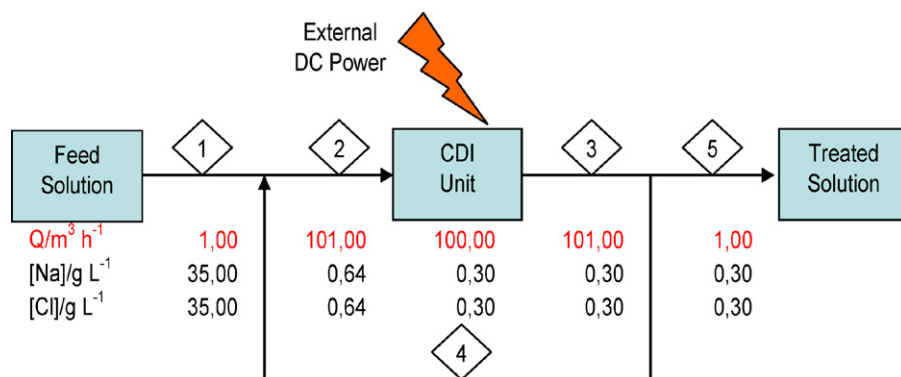 External
DC Power
Feed
Solution
1
2
CDI
Unit
3
5
Treated
Solution
Q/m³ h⁻¹ 1,00 101,00 100,00 101,00 1,00
[Na]/g L⁻¹ 35,00 0,64 0,30 0,30 0,30
[Cl]/g L⁻¹ 35,00 0,64 0,30 0,30 0,30
4